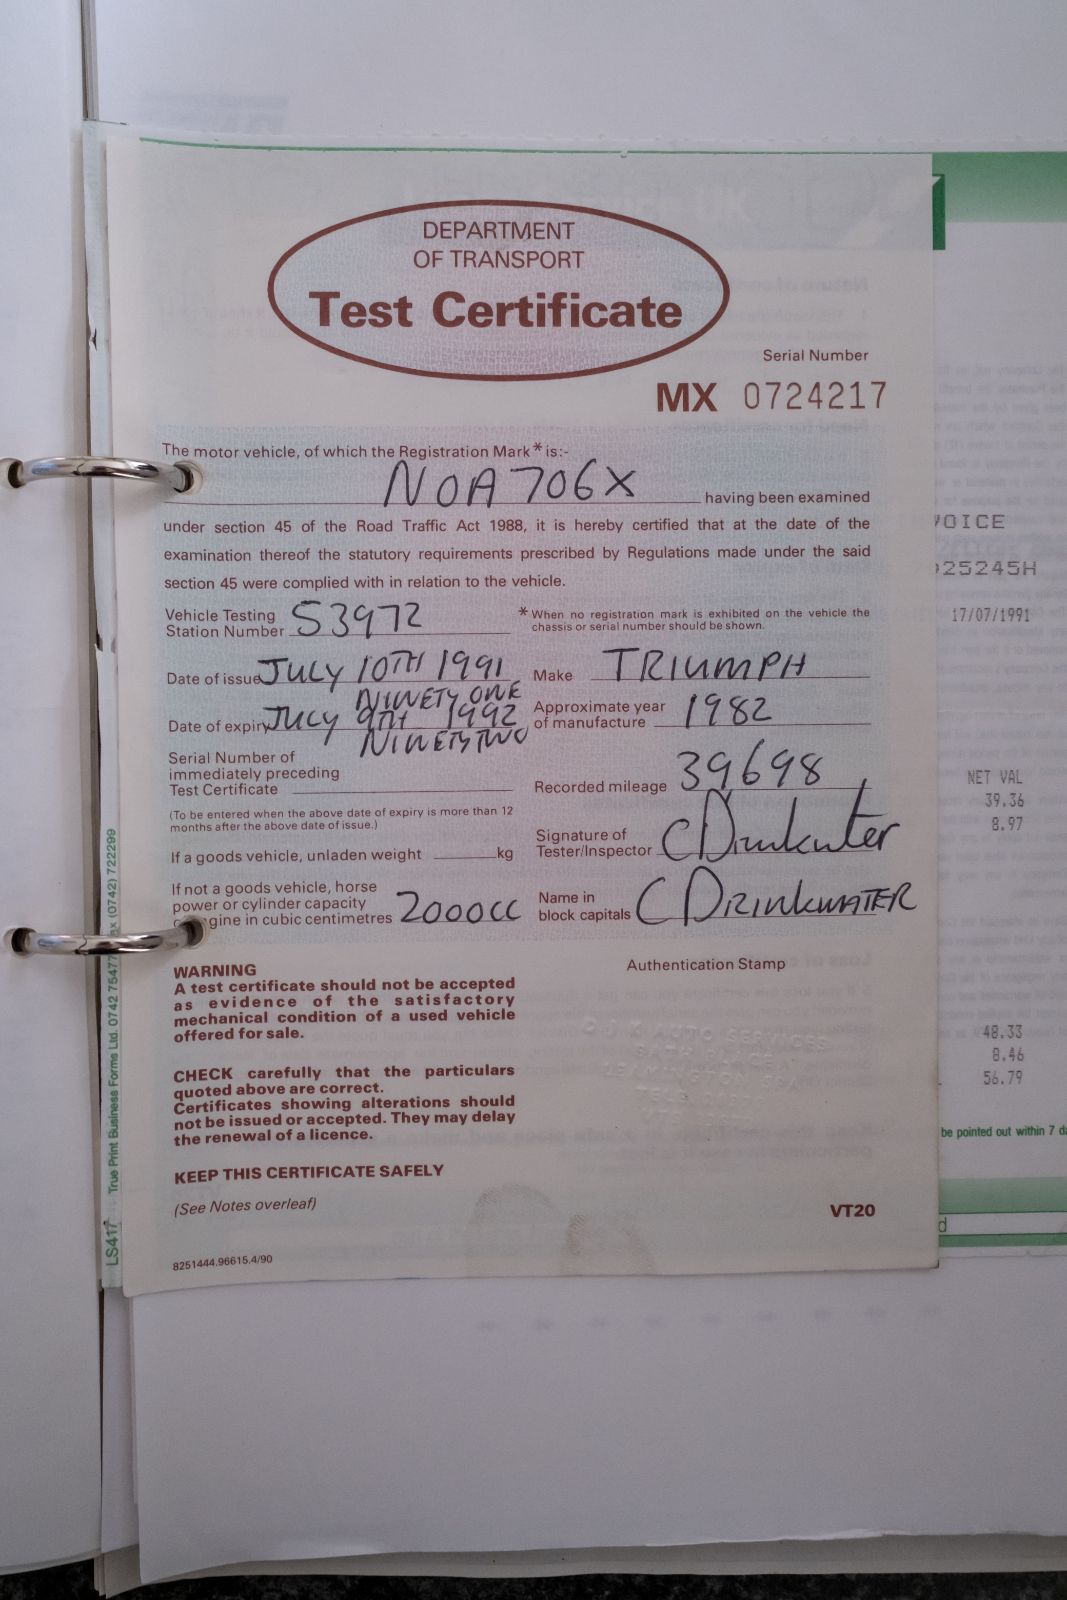 DEPARTMENT
OF TRANSPORT
Test Certificate
Serial Number
MX 0724217
The motor vehicle, of which the Registration Mark * is:-
NOA 706X having been examined
under section 45 of the Road Traffic Act 1988, it is hereby certified that at the date of the
examination thereof the statutory requirements prescribed by Regulations made under the said
section 45 were complied with in relation to the vehicle.
Vehicle Testing
Station Number S3972
* When no registration mark is exhibited on the vehicle the
chassis or serial number should be shown.
Date of issue JULY 10TH 1991
NINETY ONE
Date of expiry JULY 9TH 1992
NINETY TWO
Make TRIUMPH
Approximate year
of manufacture 1982
Serial Number of
immediately preceding
Test Certificate
(To be entered when the above date of expiry is more than 12
months after the above date of issue.)
Recorded mileage 39698
If a goods vehicle, unladen weight kg
Signature of
Tester/Inspector C Drinkwater
If not a goods vehicle, horse
power or cylinder capacity
gine in cubic centimetres 2000cc
Name in
block capitals C DRINKWATER
WARNING
A test certificate should not be accepted
as evidence of the satisfactory
mechanical condition of a used vehicle
offered for sale.
CHECK carefully that the particulars
quoted above are correct.
Certificates showing alterations should
not be issued or accepted. They may delay
the renewal of a licence.
KEEP THIS CERTIFICATE SAFELY
(See Notes overleaf)
8251444.96615.4/90
Authentication Stamp
AUTO SERVICES
VT20
LS417 True Print Business Forms Ltd. 0742 7547 (0742) 722299
OICE
25245H
17/07/1991
NET VAL
39.36
8.97
48.33
8.46
56.79
be pointed out within 7 da
d